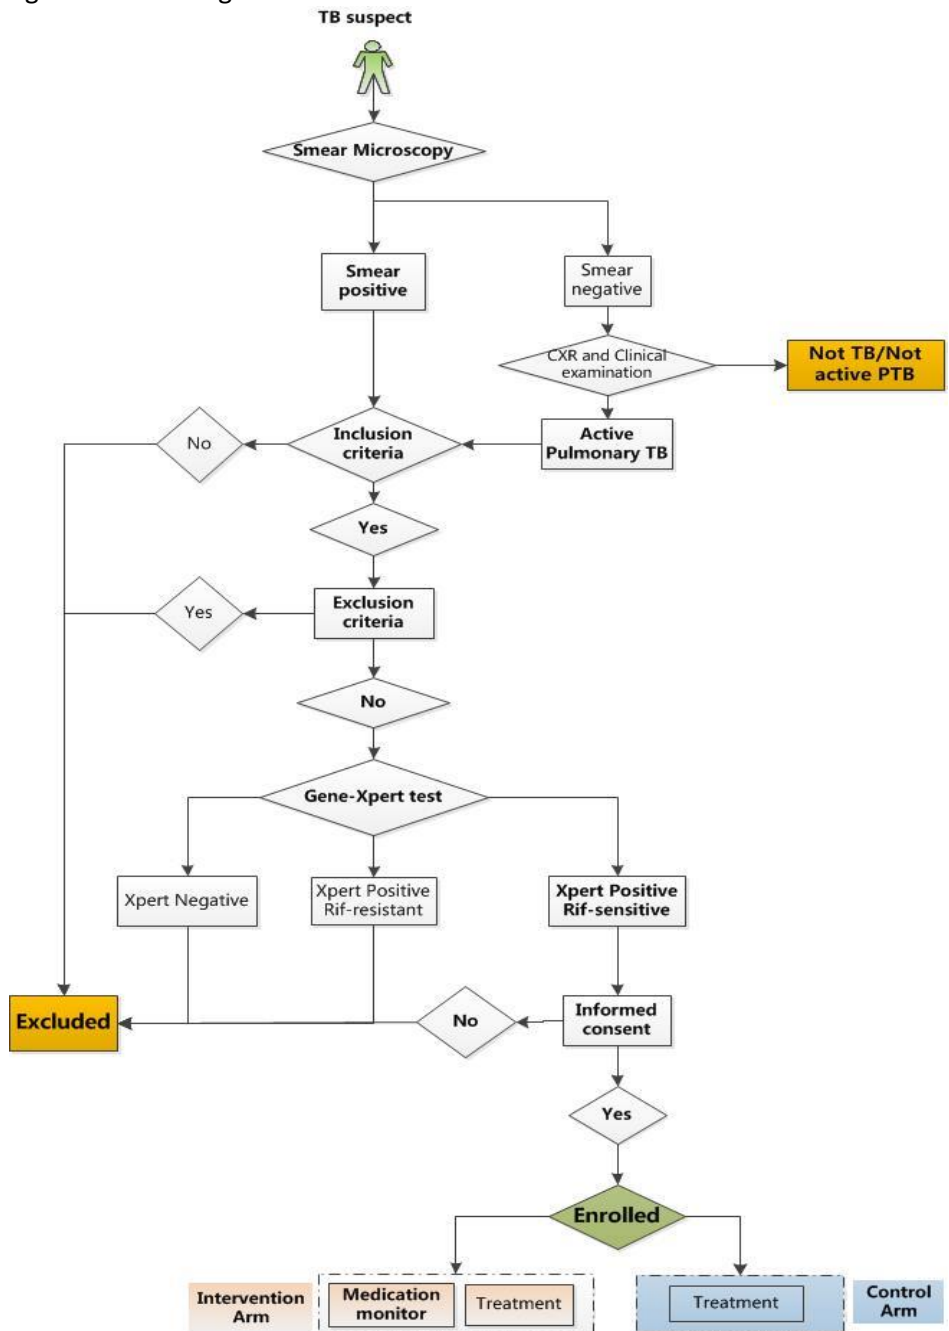 TB suspect
Smear Microscopy
Smear
positive
Smear
negative
CXR and Clinical
examination
Not TB/Not
active PTB
No
Inclusion
criteria
Active
Pulmonary TB
Yes
Yes
Exclusion
criteria
No
Gene-Xpert test
Xpert Negative
Xpert Positive
Rif-resistant
Xpert Positive
Rif-sensitive
Excluded
No
Informed
consent
Yes
Enrolled
Intervention
Arm
Medication
monitor
Treatment
Treatment
Control
Arm